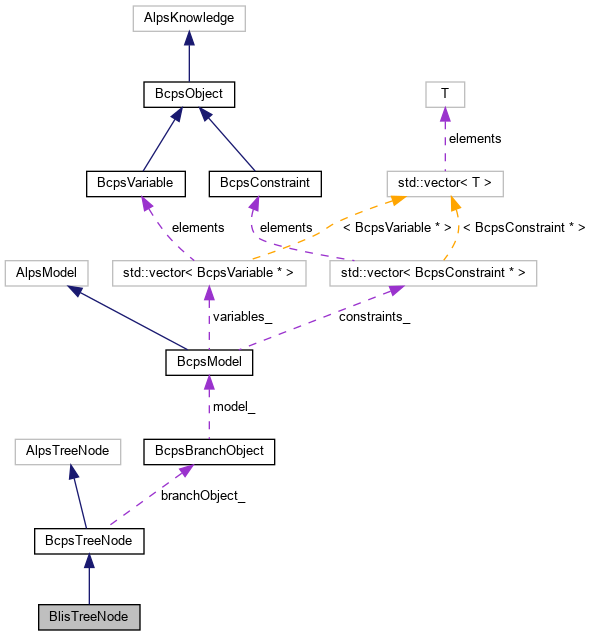 AlpsKnowledge
BcpsObject
T
elements
BcpsVariable
BcpsConstraint
std::vector< T >
elements
elements
< BcpsVariable * >
< BcpsConstraint * >
AlpsModel
std::vector< BcpsVariable * >
std::vector< BcpsConstraint * >
variables_
constraints_
BcpsModel
model_
AlpsTreeNode
BcpsBranchObject
branchObject_
BcpsTreeNode
BlisTreeNode